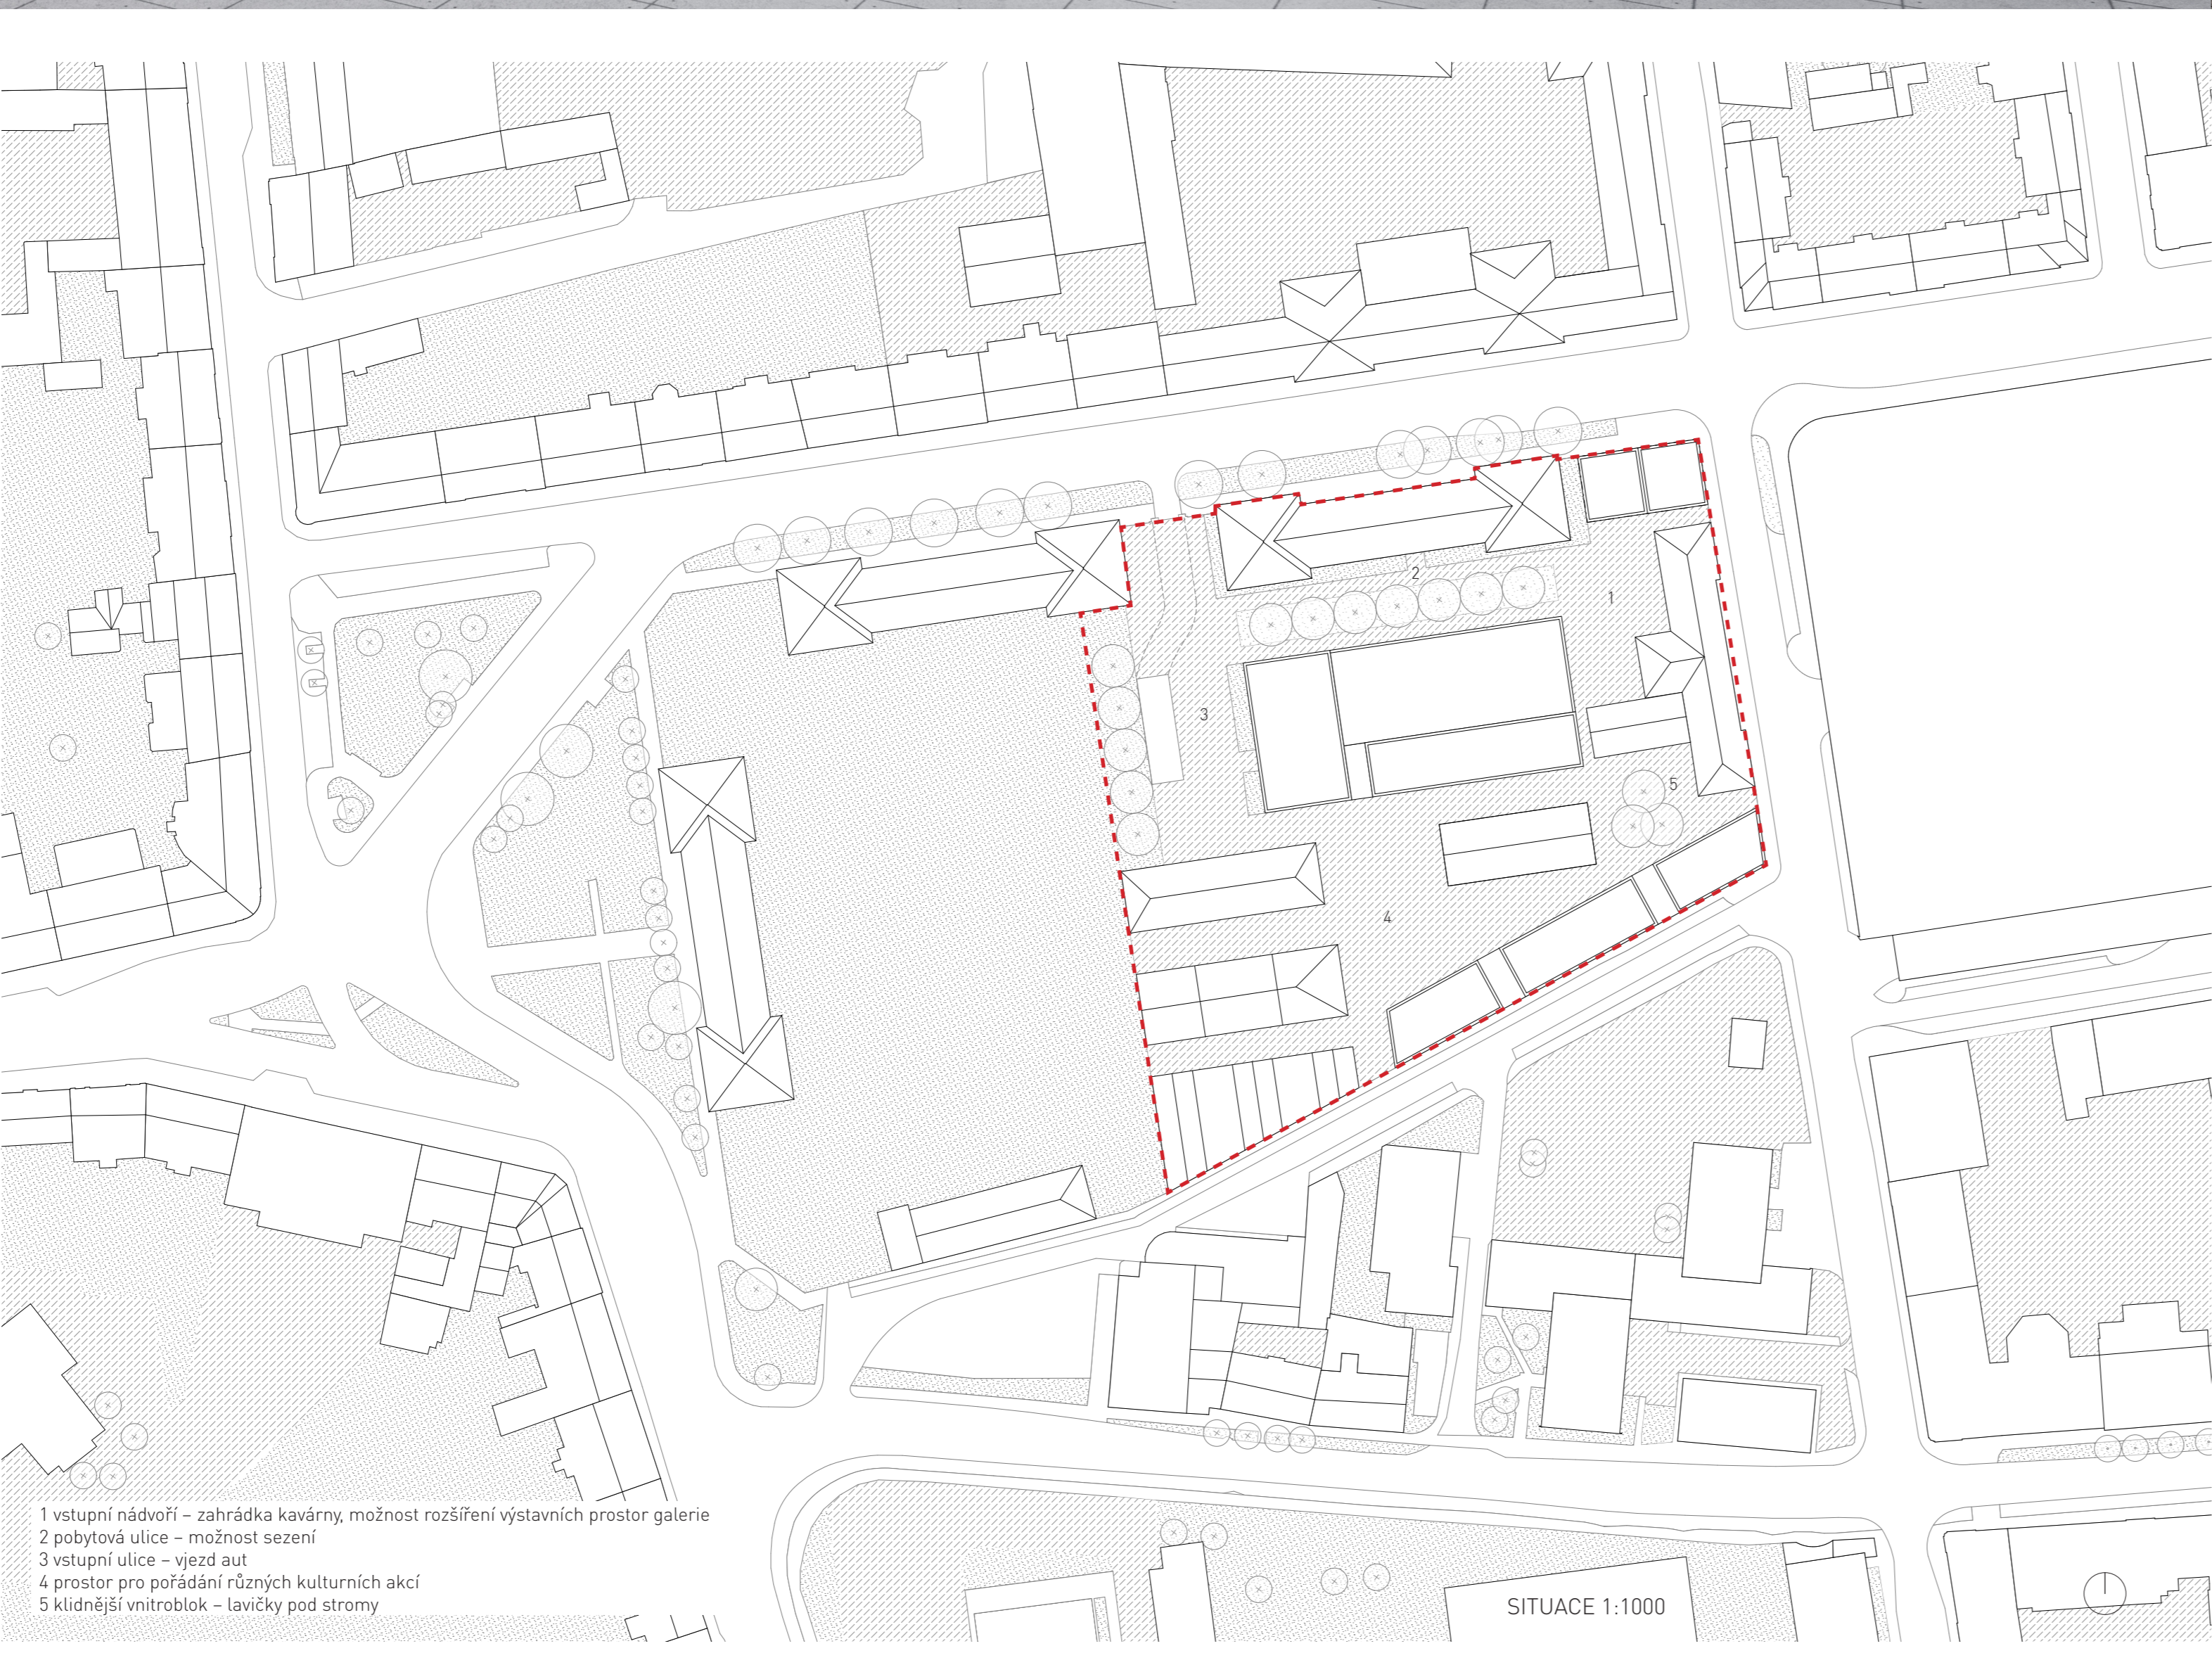 2
1
3
5
4
1 vstupní nádvoří – zahrádka kavárny, možnost rozšíření výstavních prostor galerie
2 pobytová ulice – možnost sezení
3 vstupní ulice – vjezd aut
4 prostor pro pořádání různých kulturních akcí
5 klidnější vnitroblok – lavičky pod stromy
SITUACE 1:1000